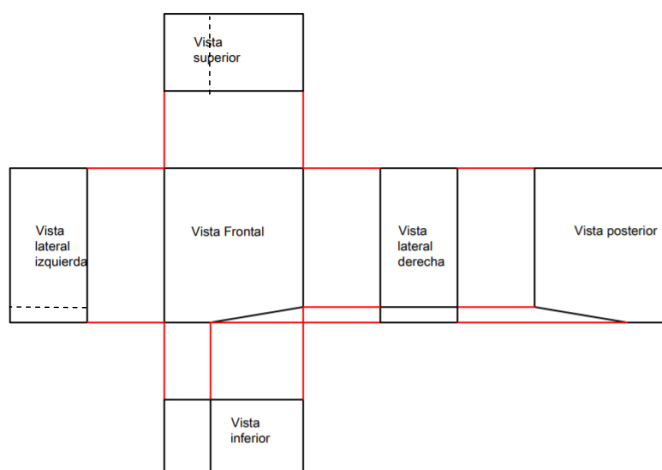 Vista
superior
Vista
lateral
izquierda
Vista Frontal
Vista
lateral
derecha
Vista posterior
Vista
inferior